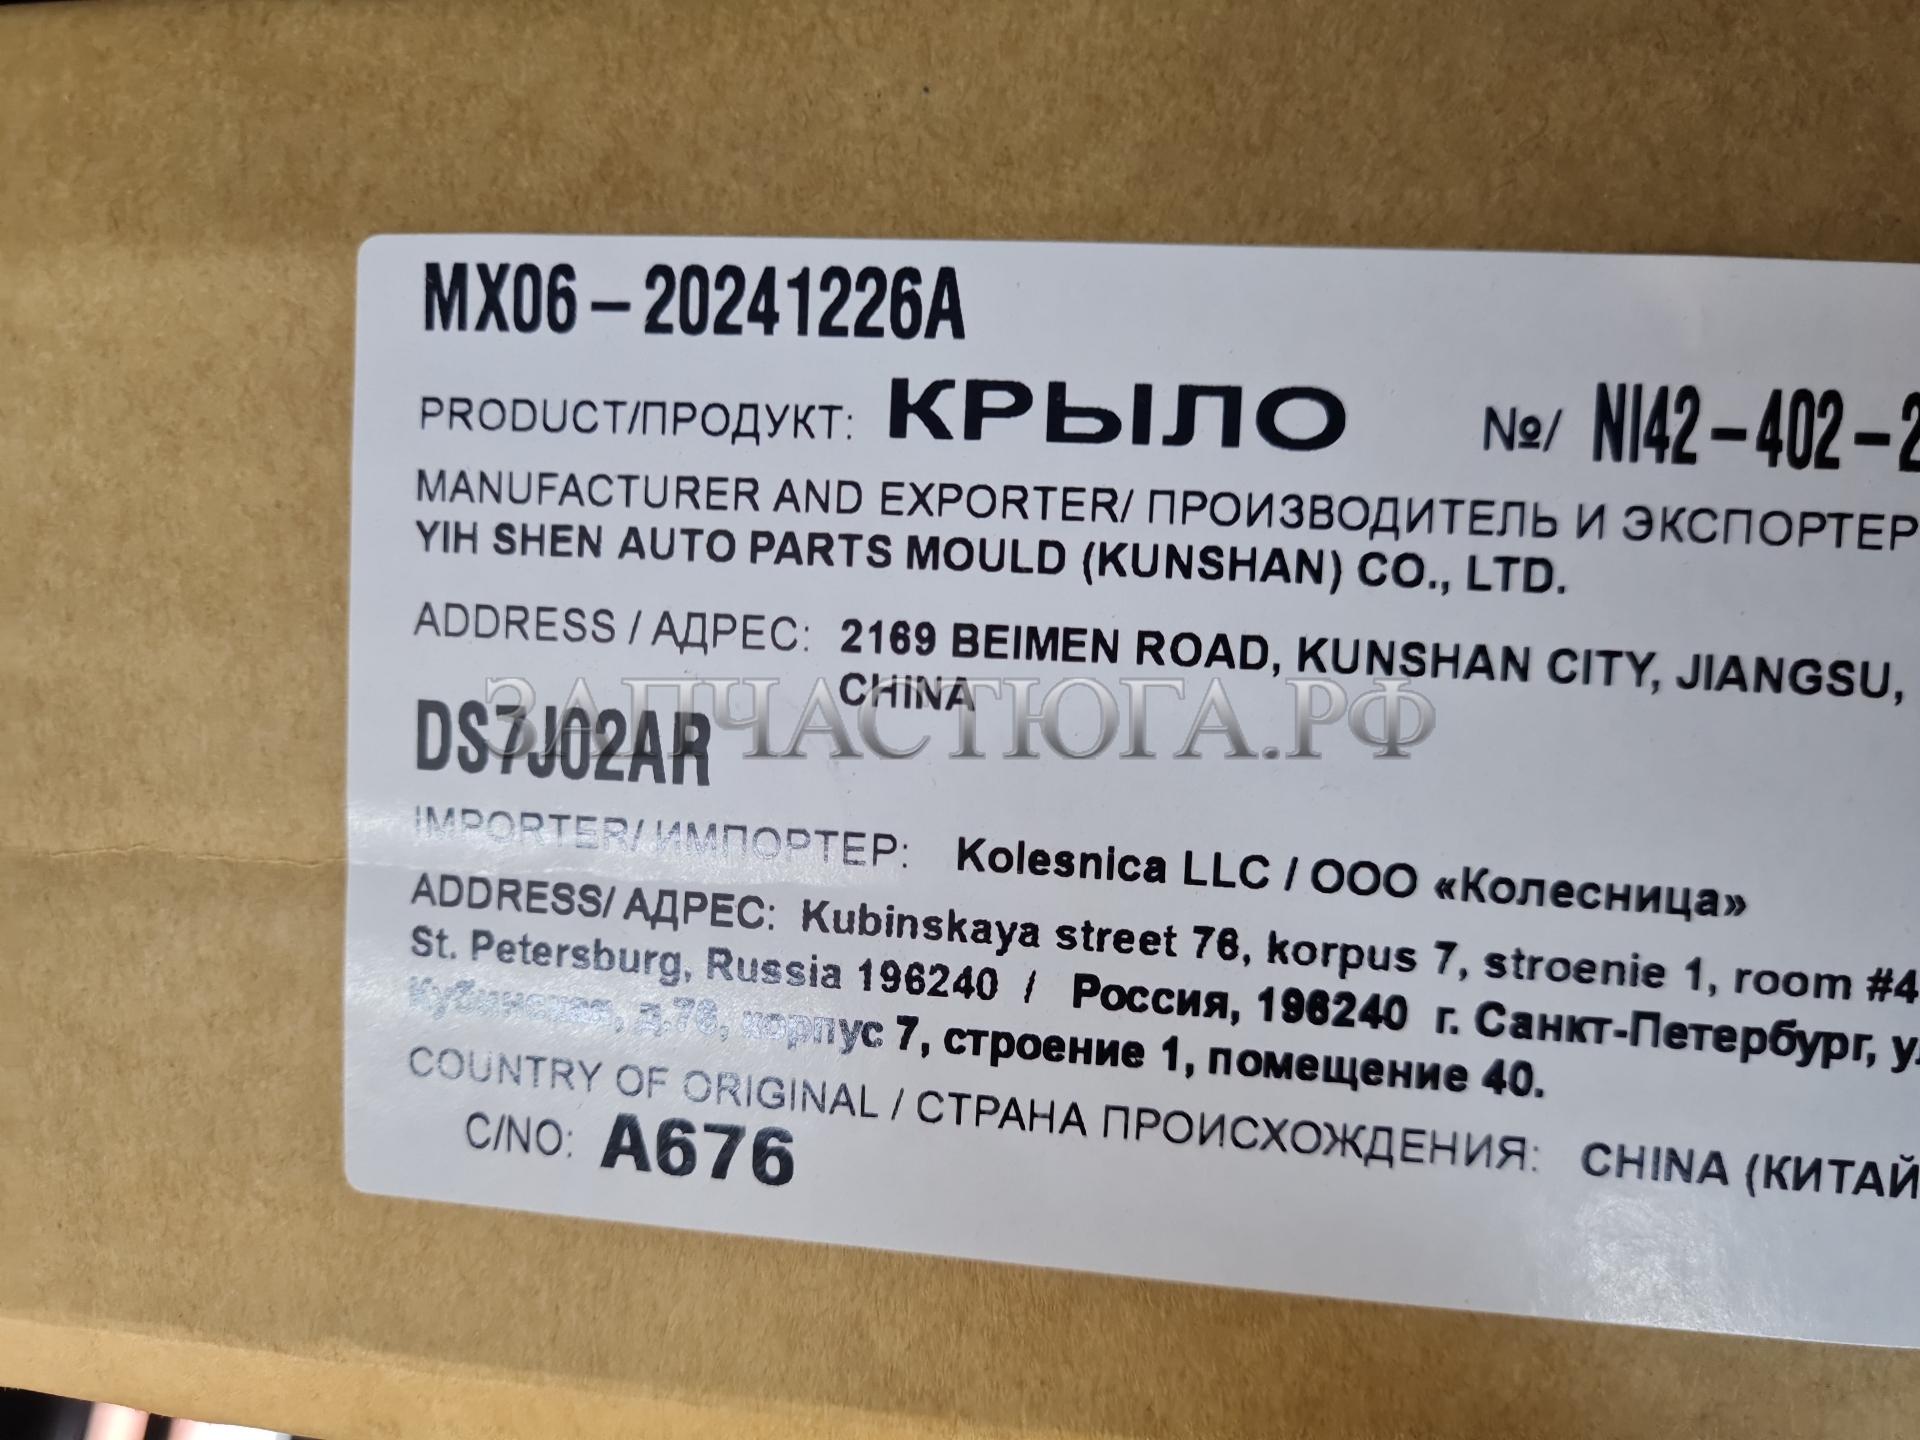 MX06-20241226A
PRODUCT/ПРОДУКТ: КРЫЛО №/ NI42-402-2
MANUFACTURER AND EXPORTER/ ПРОИЗВОДИТЕЛЬ И ЭКСПОРТЕР
YIH SHEN AUTO PARTS MOULD (KUNSHAN) CO., LTD.
ADDRESS / АДРЕС: 2169 BEIMEN ROAD, KUNSHAN CITY, JIANGSU,
CHINA
ЗАПЧАСТЮГА.РФ
DS7J02AR
IMPORTER/ ИМПОРТЕР: Kolesnica LLC / ООО «Колесница»
ADDRESS/ АДРЕС: Kubinskaya street 76, korpus 7, stroenie 1, room #4
St. Petersburg, Russia 196240 / Россия, 196240 г. Санкт-Петербург, ул
Кубинская, д.76, корпус 7, строение 1, помещение 40.
COUNTRY OF ORIGINAL / СТРАНА ПРОИСХОЖДЕНИЯ: CHINA (КИТАЙ
C/NO: A676